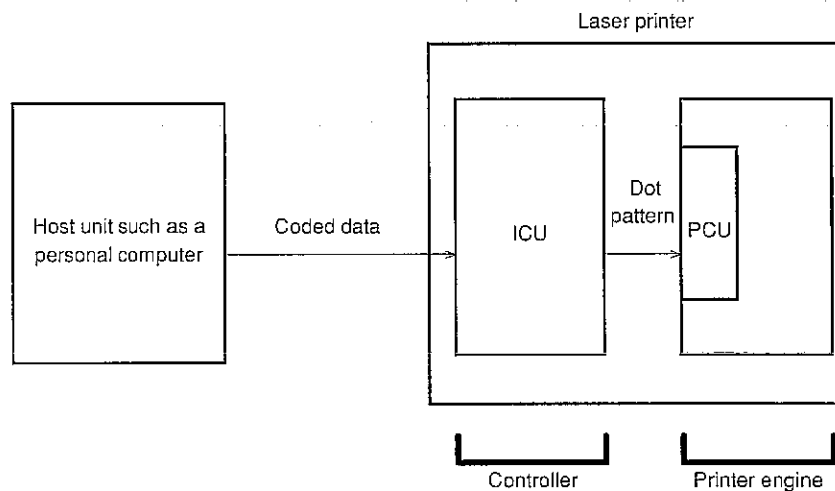 Laser printer
Host unit such as a
personal computer
Coded data
ICU
Dot
pattern
PCU
Controller
Printer engine